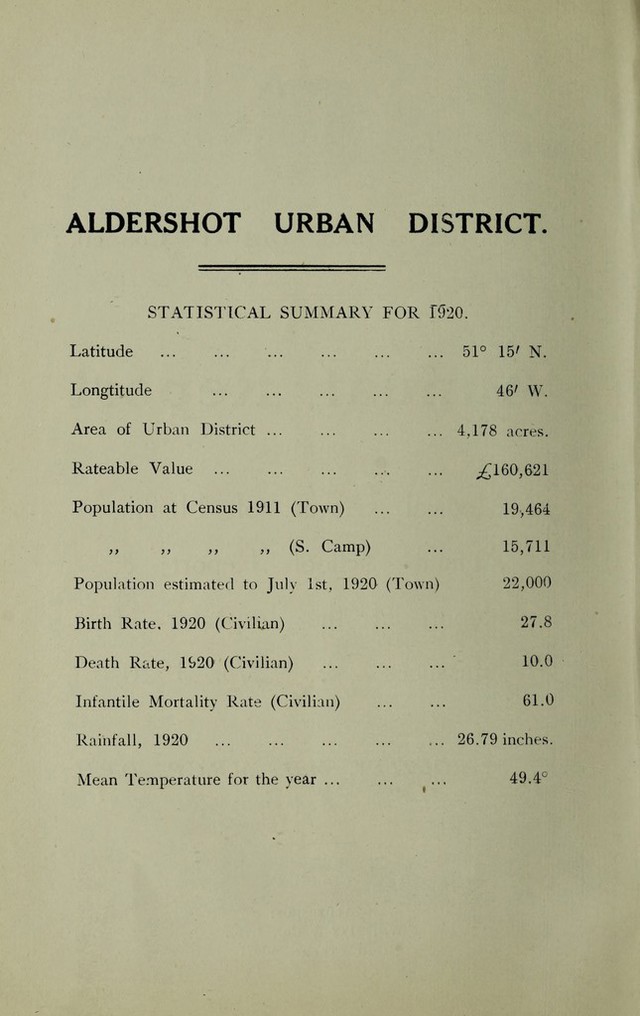 ALDERSHOT URBAN DISTRICT.
STATISTICAL SUMMARY FOR 1920.
Latitude ... ... ... ... ... ... 51° 15′ N.
Longtitude ... ... ... ... ... 46′ W.
Area of Urban District ... ... ... ... 4,178 acres.
Rateable Value ... ... ... ... ... £160,621
Population at Census 1911 (Town) ... ... 19,464
,, ,, ,, ,, (S. Camp) ... 15,711
Population estimated to July 1st, 1920 (Town) 22,000
Birth Rate, 1920 (Civilian) ... ... ... 27.8
Death Rate, 1920 (Civilian) ... ... ... 10.0
Infantile Mortality Rate (Civilian) ... ... 61.0
Rainfall, 1920 ... ... ... ... ... 26.79 inches.
Mean Temperature for the year ... ... ... 49.4°